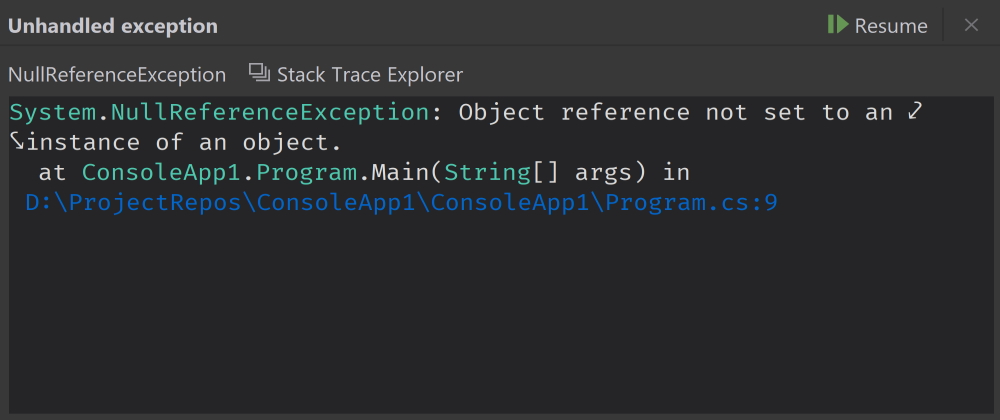 Unhandled exception
Resume
NullReferenceException
Stack Trace Explorer
System.NullReferenceException: Object reference not set to an
instance of an object.
at ConsoleApp1.Program.Main(String[] args) in
D:\ProjectRepos\ConsoleApp1\ConsoleApp1\Program.cs:9